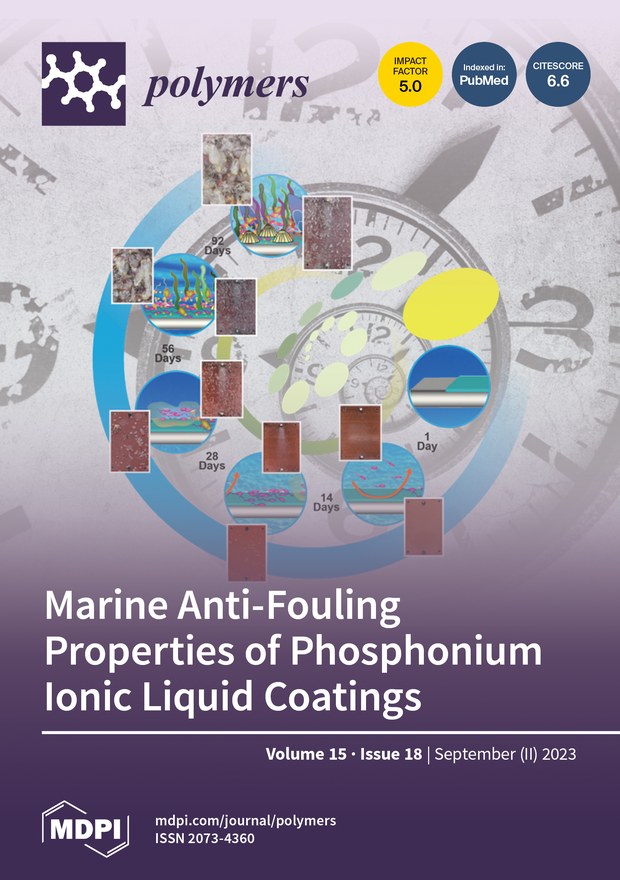 polymers
IMPACT
FACTOR
5.0
Indexed in:
PubMed
CITESCORE
6.6
92
Days
56
Days
28
Days
14
Days
1
Day
12
3
Marine Anti-Fouling
Properties of Phosphonium
Ionic Liquid Coatings
Volume 15 · Issue 18 | September (II) 2023
MDPI
mdpi.com/journal/polymers
ISSN 2073-4360